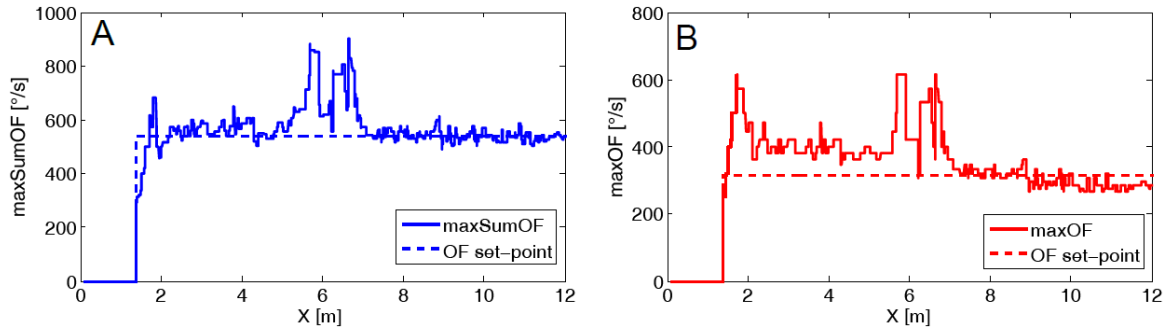 A
maxSumOF [°/s]
1000
800
600
400
200
0
0 2 4 6 8 10 12
X [m]
maxSumOF
OF set-point
B
maxOF [°/s]
800
600
400
200
0
0 2 4 6 8 10 12
X [m]
maxOF
OF set-point